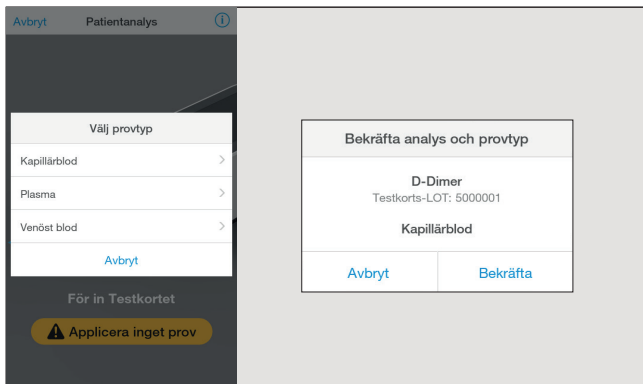 Avbryt Patientanalys
Välj provtyp
Kapillärblod
Plasma
Venöst blod
Avbryt
För in Testkortet
Applicera inget prov
Bekräfta analys och provtyp
D-Dimer
Testkorts-LOT: 5000001
Kapillärblod
Avbryt Bekräfta